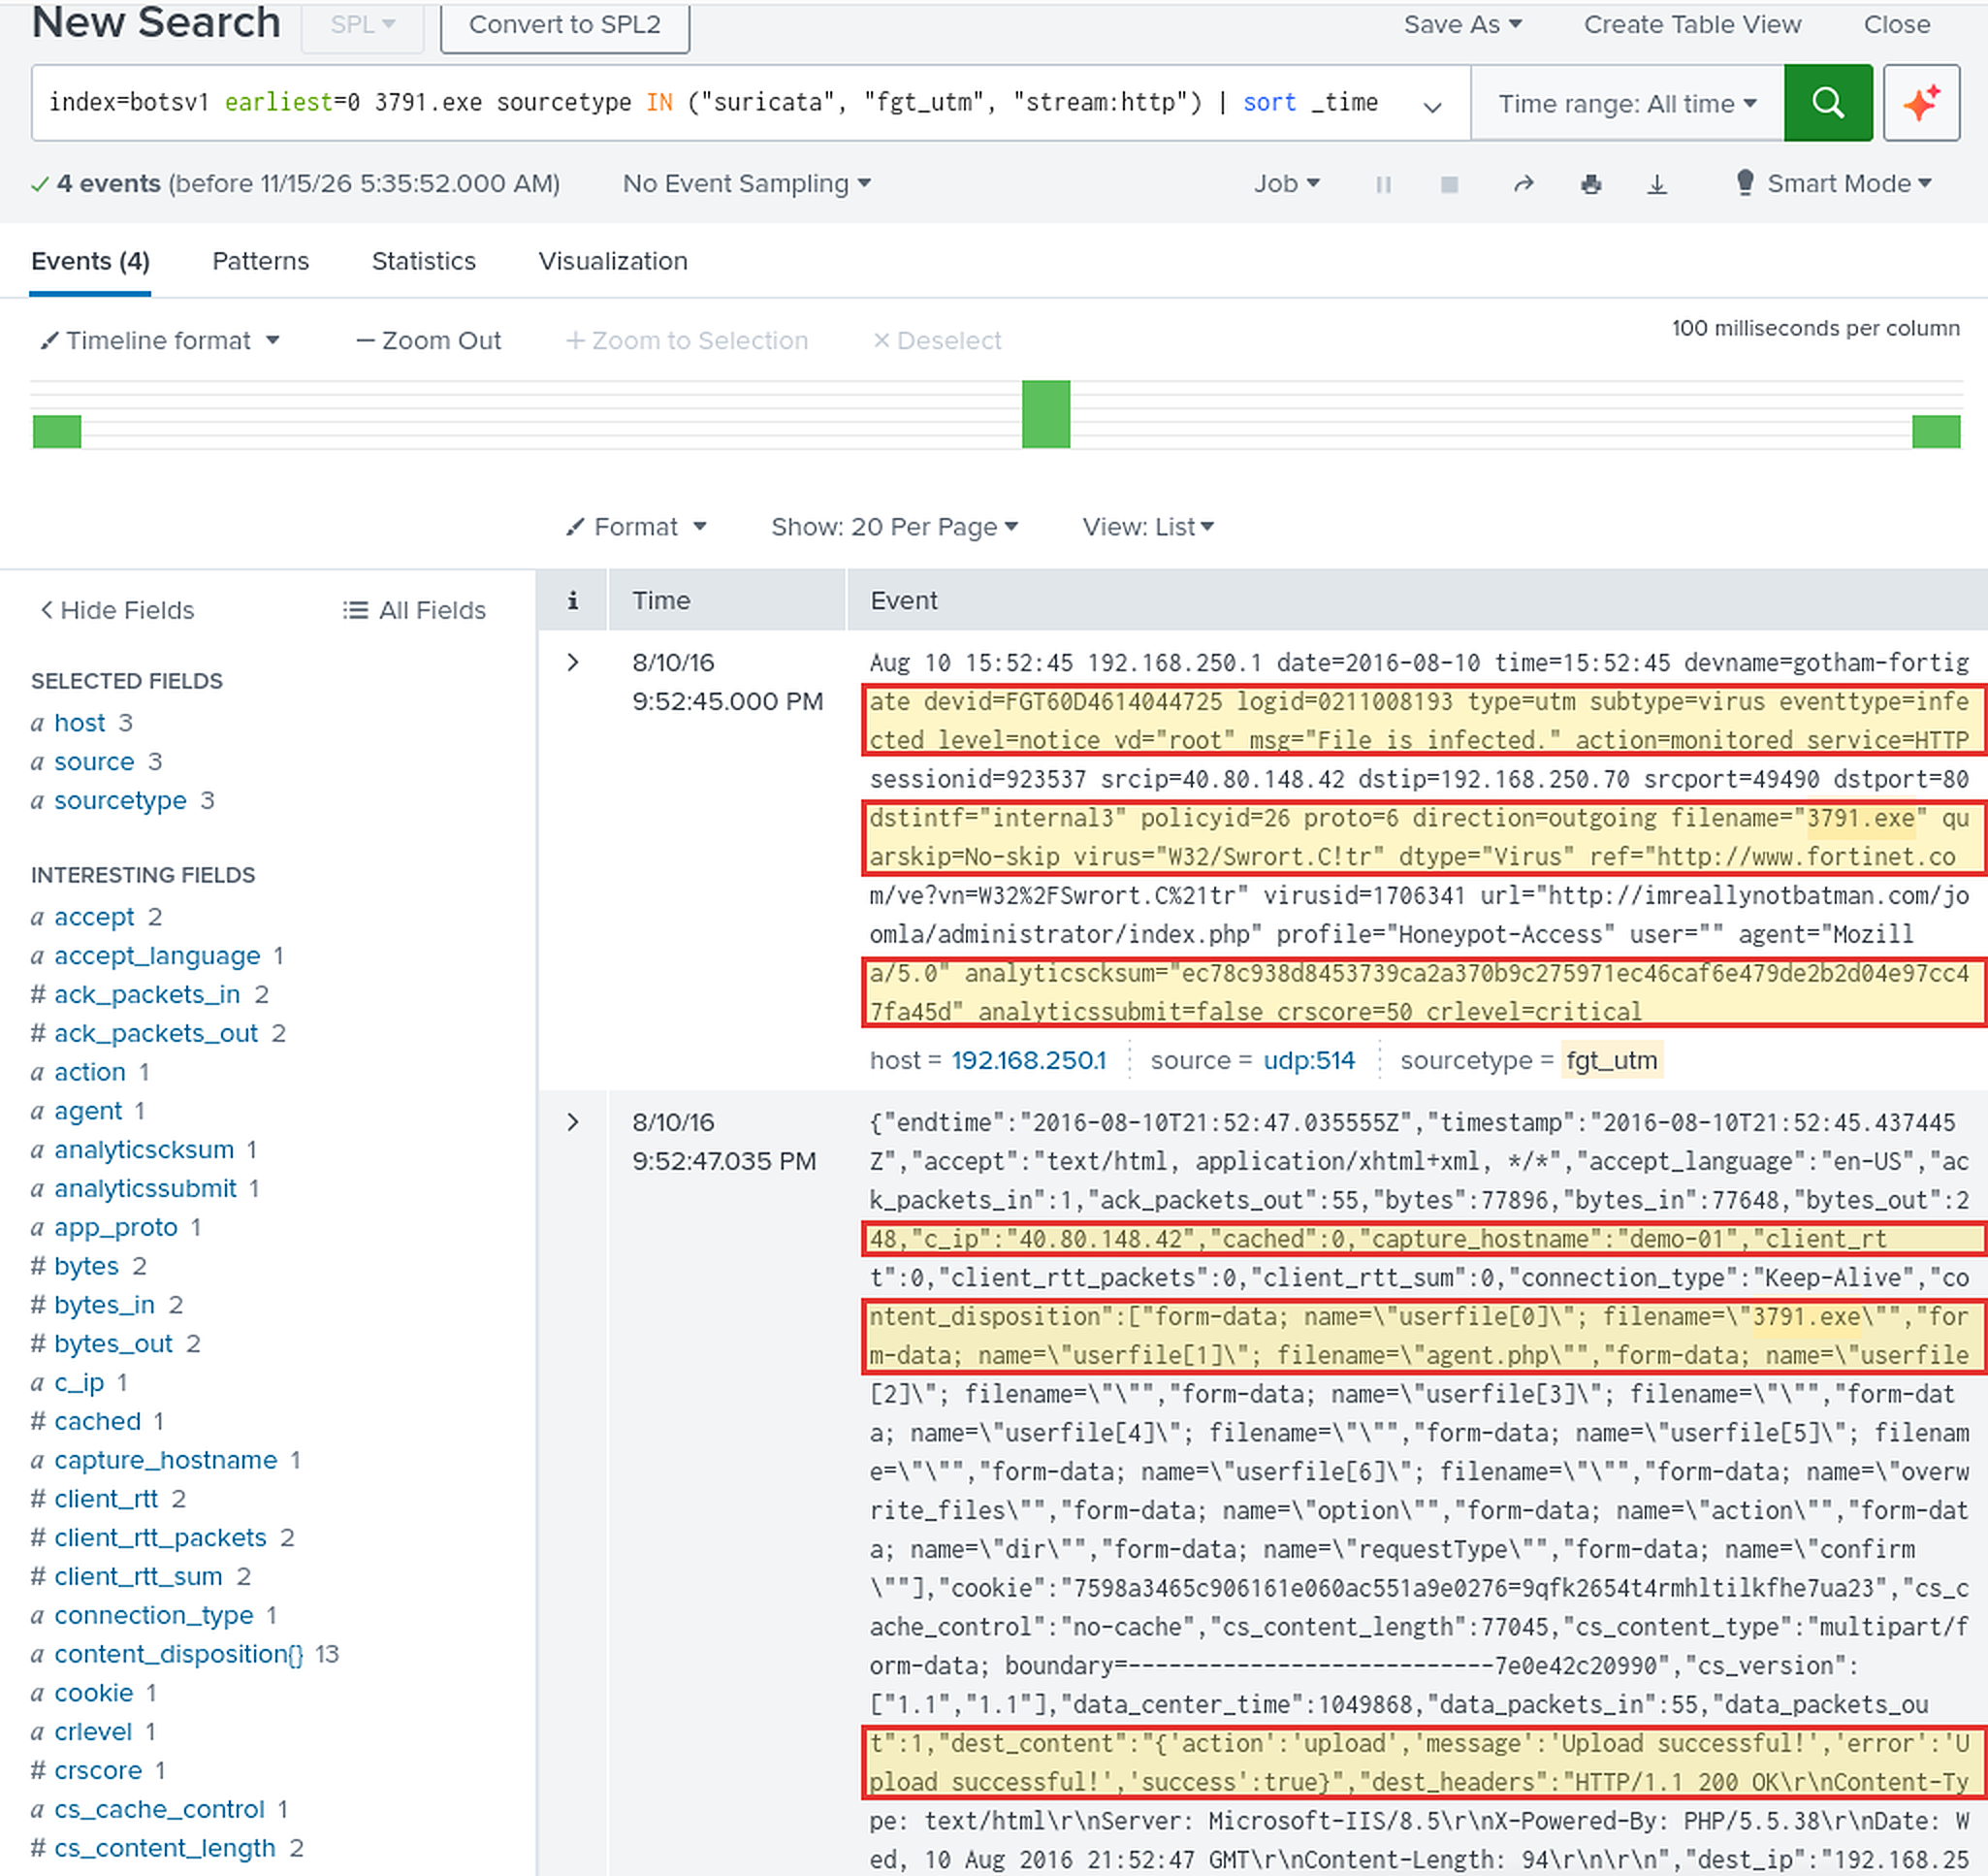 New Search SPL Convert to SPL2 Save As Create Table View Close
index=botsv1 earliest=0 3791.exe sourcetype IN ("suricata", "fgt_utm", "stream:http") | sort _time Time range: All time
4 events (before 11/15/26 5:35:52.000 AM) No Event Sampling Job Smart Mode
Events (4) Patterns Statistics Visualization
Timeline format — Zoom Out + Zoom to Selection × Deselect 100 milliseconds per column
Format Show: 20 Per Page View: List
< Hide Fields All Fields
SELECTED FIELDS
a host 3
a source 3
a sourcetype 3
INTERESTING FIELDS
a accept 2
a accept_language 1
# ack_packets_in 2
# ack_packets_out 2
a action 1
a agent 1
a analyticscksum 1
a analyticssubmit 1
a app_proto 1
# bytes 2
# bytes_in 2
# bytes_out 2
a c_ip 1
# cached 1
a capture_hostname 1
# client_rtt 2
# client_rtt_packets 2
# client_rtt_sum 2
a connection_type 1
a content_disposition{} 13
a cookie 1
a crlevel 1
# crscore 1
a cs_cache_control 1
# cs_content_length 2
i Time Event
8/10/16
9:52:45.000 PM
Aug 10 15:52:45 192.168.250.1 date=2016-08-10 time=15:52:45 devname=gotham-fortig
ate devid=FGT60D4614044725 logid=0211008193 type=utm subtype=virus eventtype=infe
cted level=notice vd="root" msg="File is infected." action=monitored service=HTTP
sessionid=923537 srcip=40.80.148.42 dstip=192.168.250.70 srcport=49490 dstport=80
dstintf="internal3" policyid=26 proto=6 direction=outgoing filename="3791.exe" qu
arskip=No-skip virus="W32/Swrort.C!tr" dtype="Virus" ref="http://www.fortinet.co
m/ve?vn=W32%2FSwrort.C%21tr" virusid=1706341 url="http://imreallynotbatman.com/jo
omla/administrator/index.php" profile="Honeypot-Access" user="" agent="Mozill
a/5.0" analyticscksum="ec78c938d8453739ca2a370b9c275971ec46caf6e479de2b2d04e97cc4
7fa45d" analyticssubmit=false crscore=50 crlevel=critical
host = 192.168.250.1 source = udp:514 sourcetype = fgt_utm
8/10/16
9:52:47.035 PM
{"endtime":"2016-08-10T21:52:47.035555Z","timestamp":"2016-08-10T21:52:45.437445
Z","accept":"text/html, application/xhtml+xml, */*","accept_language":"en-US","ac
k_packets_in":1,"ack_packets_out":55,"bytes":77896,"bytes_in":77648,"bytes_out":2
48,"c_ip":"40.80.148.42","cached":0,"capture_hostname":"demo-01","client_rt
t":0,"client_rtt_packets":0,"client_rtt_sum":0,"connection_type":"Keep-Alive","co
ntent_disposition":["form-data; name=\"userfile[0]\"; filename=\"3791.exe\"","for
m-data; name=\"userfile[1]\"; filename=\"agent.php\"","form-data; name=\"userfile
[2]\"; filename=\"\"","form-data; name=\"userfile[3]\"; filename=\"\"","form-dat
a; name=\"userfile[4]\"; filename=\"\"","form-data; name=\"userfile[5]\"; filenam
e=\"\"","form-data; name=\"userfile[6]\"; filename=\"\"","form-data; name=\"overw
rite_files\"","form-data; name=\"option\"","form-data; name=\"action\"","form-dat
a; name=\"dir\"","form-data; name=\"requestType\"","form-data; name=\"confirm
\""],"cookie":"7598a3465c906161e060ac551a9e0276=9qfk2654t4rmhltilkfhe7ua23","cs_c
ache_control":"no-cache","cs_content_length":77045,"cs_content_type":"multipart/f
orm-data; boundary=---------------------------7e0e42c20990","cs_version":
["1.1","1.1"],"data_center_time":1049868,"data_packets_in":55,"data_packets_ou
t":1,"dest_content":"{'action':'upload','message':'Upload successful!','error':'U
pload successful!','success':true}","dest_headers":"HTTP/1.1 200 OK\r\nContent-Ty
pe: text/html\r\nServer: Microsoft-IIS/8.5\r\nX-Powered-By: PHP/5.5.38\r\nDate: W
ed, 10 Aug 2016 21:52:47 GMT\r\nContent-Length: 94\r\n\r\n","dest_ip":"192.168.25